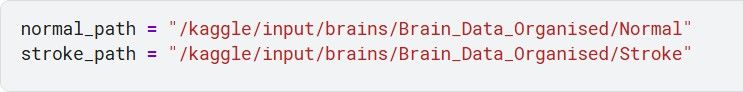 normal_path = "/kaggle/input/brains/Brain_Data_Organised/Normal"
stroke_path = "/kaggle/input/brains/Brain_Data_Organised/Stroke"